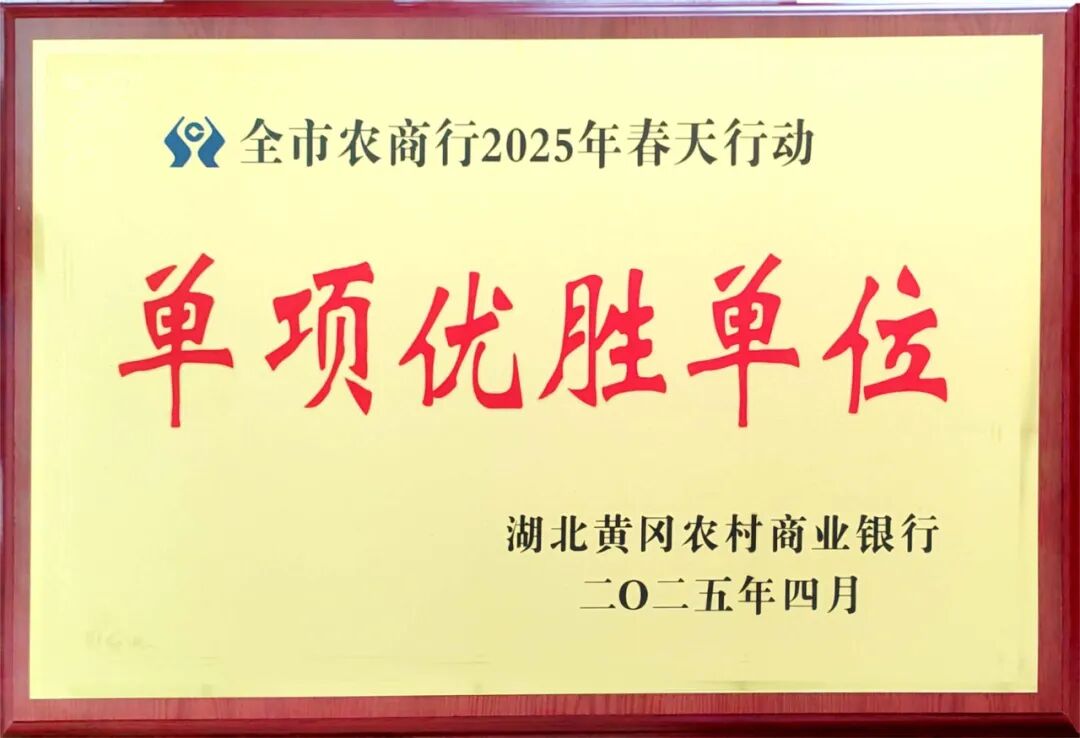 全市农商行2025年春天行动
单项优胜单位
湖北黄冈农村商业银行
二〇二五年四月